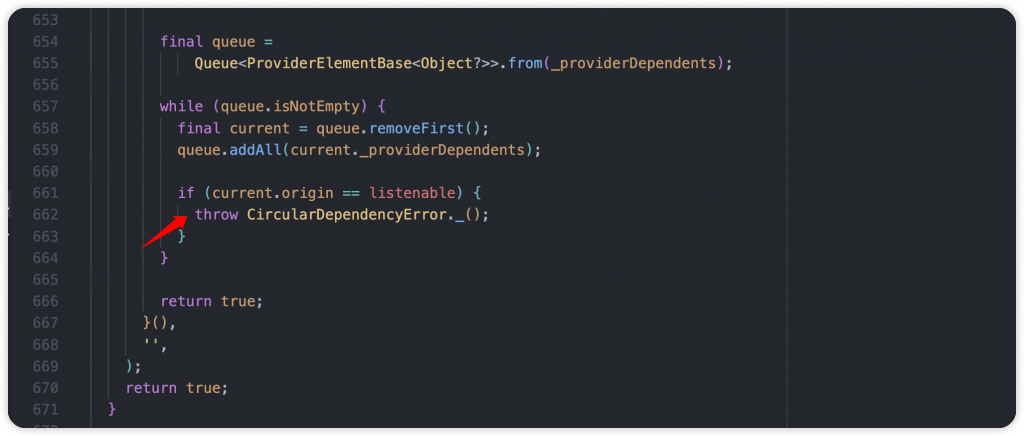 653
654 final queue =
655 Queue<ProviderElementBase<Object?>>.from(_providerDependents);
656
657 while (queue.isNotEmpty) {
658 final current = queue.removeFirst();
659 queue.addAll(current._providerDependents);
660
661 if (current.origin == listenable) {
662 throw CircularDependencyError._();
663 }
664 }
665
666 return true;
667 }(),
668 '',
669 );
670 return true;
671 }